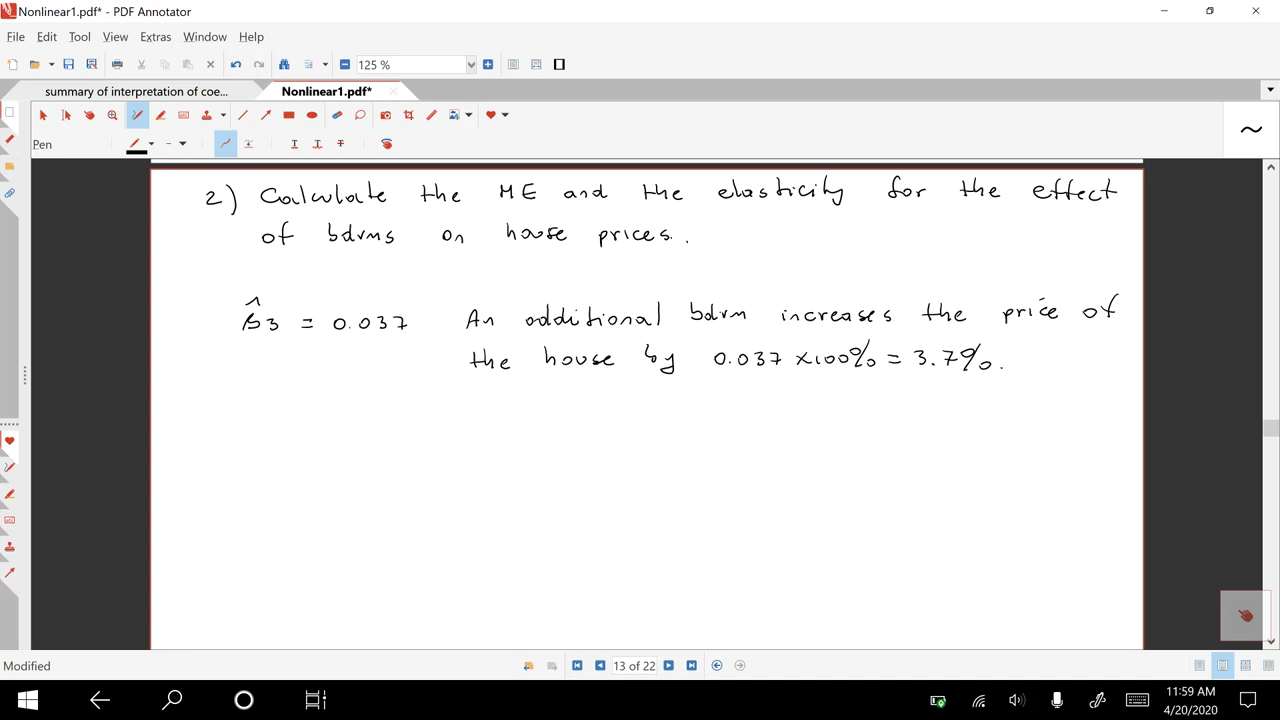 Nonlinear1.pdf* - PDF Annotator
File Edit Tool View Extras Window Help
125 %
summary of interpretation of coe...
Nonlinear1.pdf*
Pen
2) Calculate the ME and the elasticity for the effect
of bdrms on house prices.
β̂3 = 0.037 An additional bdrm increases the price of
the house by 0.037 x100% = 3.7%.
Modified
13 of 22
11:59 AM
4/20/2020